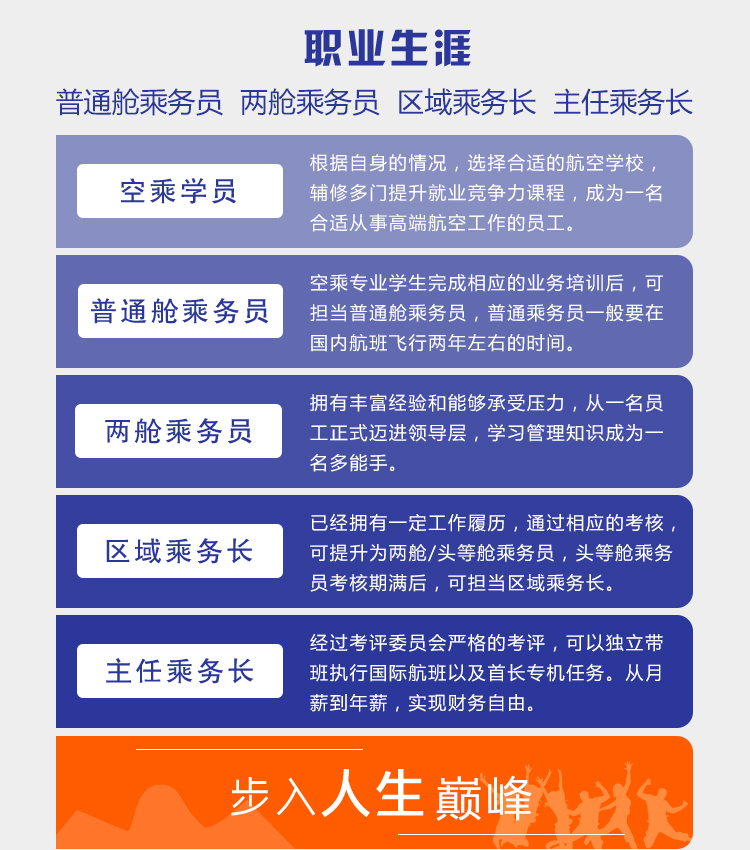 职业生涯
普通舱乘务员 两舱乘务员 区域乘务长 主任乘务长
空乘学员
根据自身的情况，选择合适的航空学校，
辅修多门提升就业竞争力课程，成为一名
合适从事高端航空工作的员工。
普通舱乘务员
空乘专业学生完成相应的业务培训后，可
担当普通舱乘务员，普通乘务员一般要在
国内航班飞行两年左右的时间。
两舱乘务员
拥有丰富经验和能够承受压力，从一名员
工正式迈进领导层，学习管理知识成为一
名多能手。
区域乘务长
已经拥有一定工作履历，通过相应的考核，
可提升为两舱/头等舱乘务员，头等舱乘务
员考核期满后，可担当区域乘务长。
主任乘务长
经过考评委员会严格的考评，可以独立带
班执行国际航班以及首长专机任务。从月
薪到年薪，实现财务自由。
步入人生巅峰